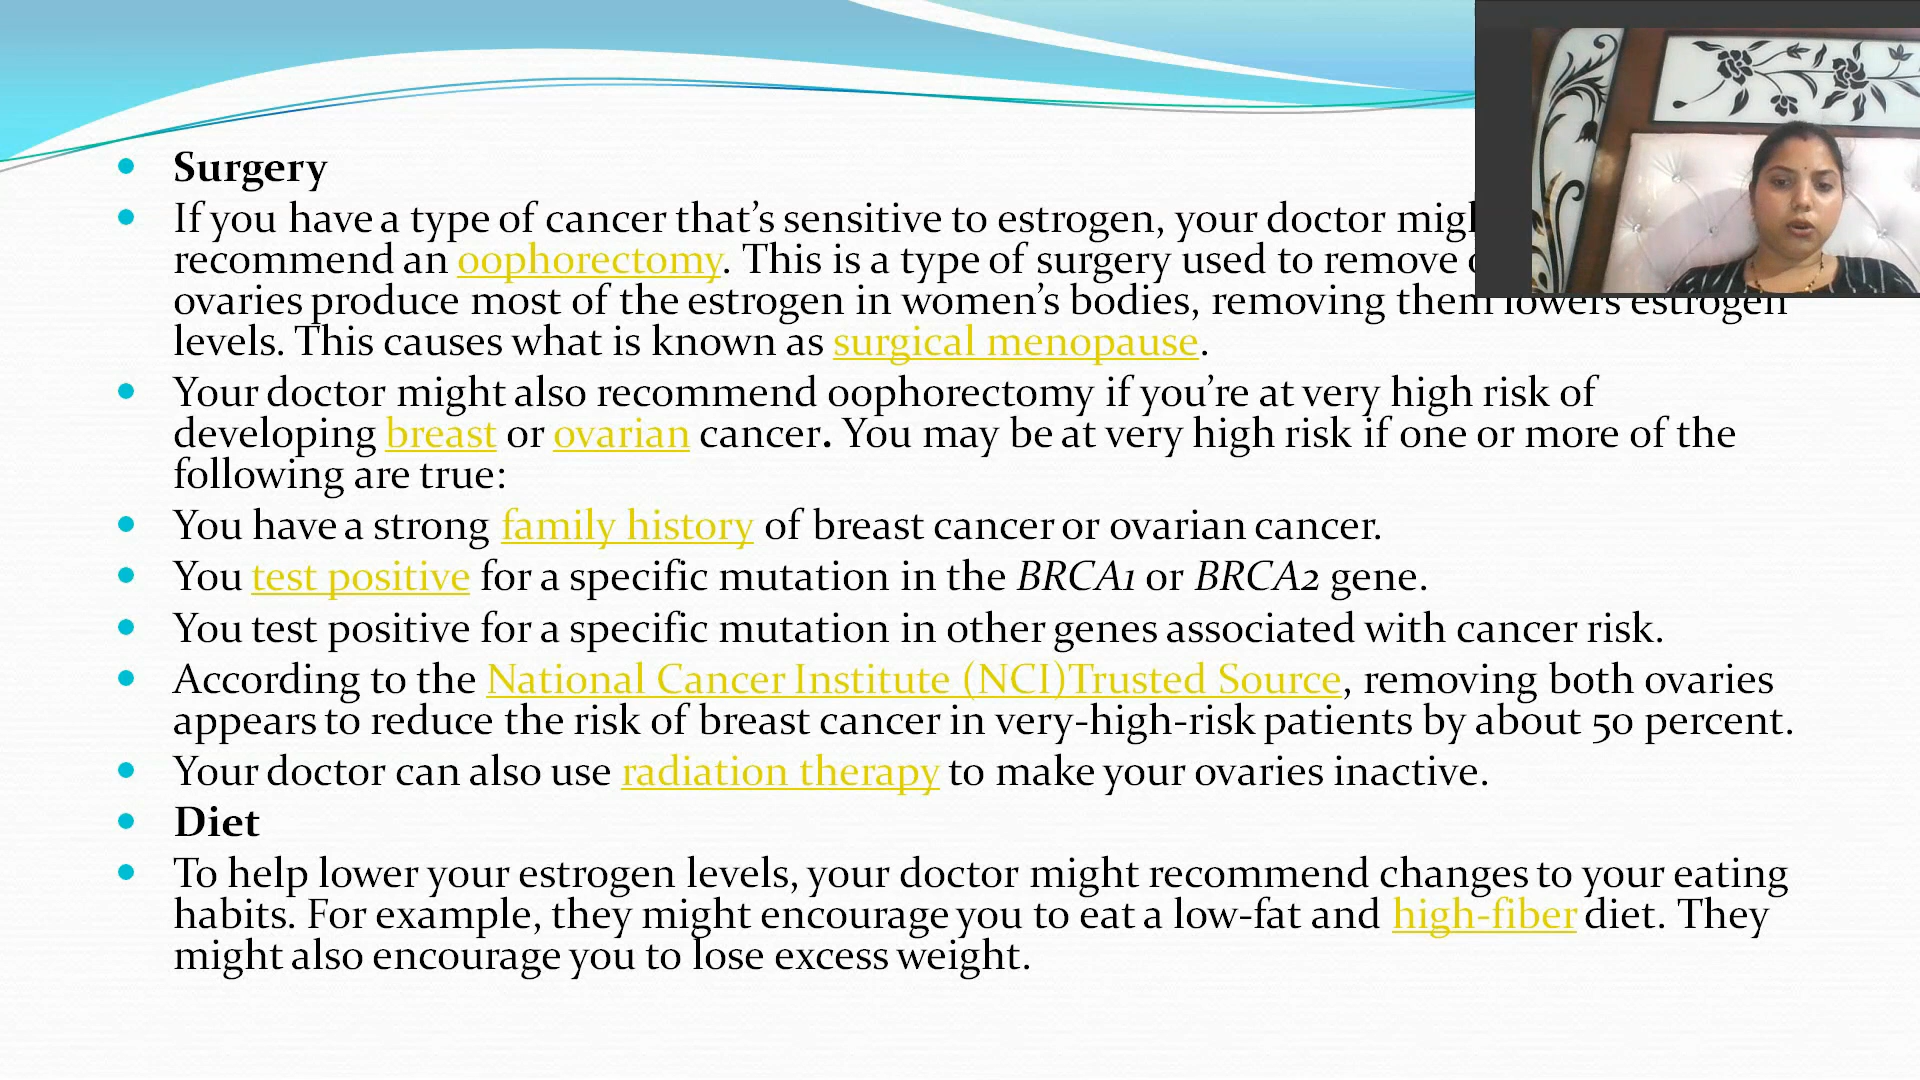 Surgery
If you have a type of cancer that’s sensitive to estrogen, your doctor
recommend an oophorectomy. This is a type of surgery used to remove
ovaries produce most of the estrogen in women’s bodies, removing them lowers estrogen
levels. This causes what is known as surgical menopause.
Your doctor might also recommend oophorectomy if you’re at very high risk of
developing breast or ovarian cancer. You may be at very high risk if one or more of the
following are true:
You have a strong family history of breast cancer or ovarian cancer.
You test positive for a specific mutation in the BRCA1 or BRCA2 gene.
You test positive for a specific mutation in other genes associated with cancer risk.
According to the National Cancer Institute (NCI)Trusted Source, removing both ovaries
appears to reduce the risk of breast cancer in very-high-risk patients by about 50 percent.
Your doctor can also use radiation therapy to make your ovaries inactive.
Diet
To help lower your estrogen levels, your doctor might recommend changes to your eating
habits. For example, they might encourage you to eat a low-fat and high-fiber diet. They
might also encourage you to lose excess weight.